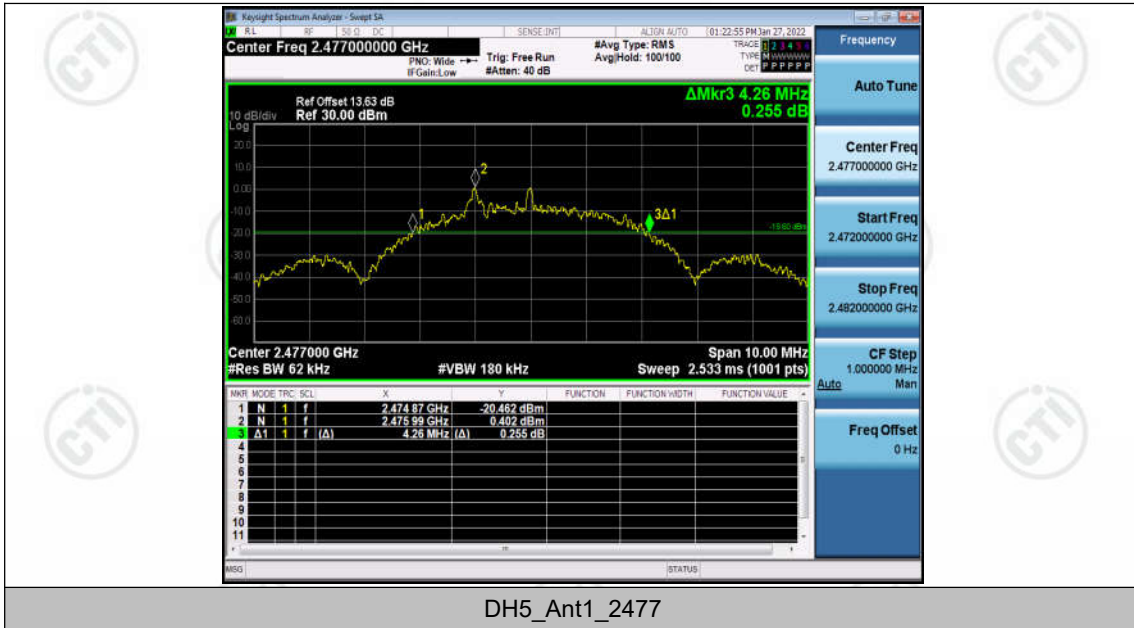 Keysight Spectrum Analyzer - Swept SA
RL RF 50 Ω DC SENSE:INT ALIGN AUTO 01:22:55 PM Jan 27, 2022
Center Freq 2.477000000 GHz
#Avg Type: RMS
TRACE 1 2 3 4 5 6
PNO: Wide
Trig: Free Run
Avg|Hold: 100/100
TYPE M WWWWW
IFGain:Low
#Atten: 40 dB
DET P P P P P P
ΔMkr3 4.26 MHz
0.255 dB
Ref Offset 13.63 dB
10 dB/div Ref 30.00 dBm
Log
20.0
10.0
0.00
-10.0
-20.0
-30.0
-40.0
-50.0
-60.0
1
2
3Δ1
-19.60 dBm
Center 2.477000 GHz Span 10.00 MHz
#Res BW 62 kHz #VBW 180 kHz Sweep 2.533 ms (1001 pts)
MKR MODE TRC SCL X Y FUNCTION FUNCTION WIDTH FUNCTION VALUE
1 N 1 f 2.474 87 GHz -20.462 dBm
2 N 1 f 2.475 99 GHz 0.402 dBm
3 Δ1 1 f (Δ) 4.26 MHz (Δ) 0.255 dB
4
5
6
7
8
9
10
11
MSG STATUS
Frequency
Auto Tune
Center Freq
2.477000000 GHz
Start Freq
2.472000000 GHz
Stop Freq
2.482000000 GHz
CF Step
1.000000 MHz
Auto Man
Freq Offset
0 Hz
CTI
CTI
CTI
CTI
DH5_Ant1_2477